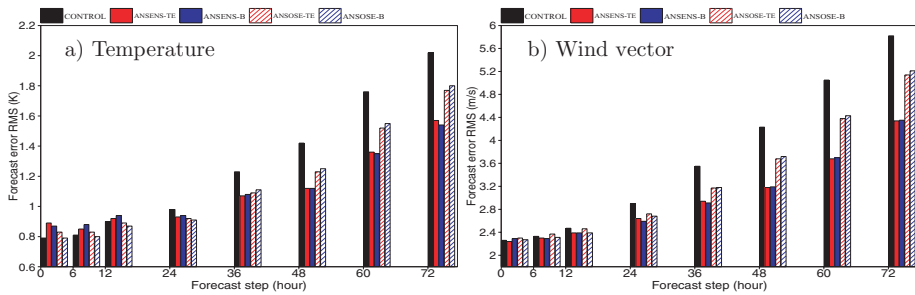 CONTROL ANSENS-TE ANSENS-B ANSOSE-TE ANSOSE-B
a) Temperature
Forecast error RMS (K)
2.2
2
1.8
1.6
1.4
1.2
1
0.8
0.6
0 6 12 24 36 48 60 72
Forecast step (hour)
CONTROL ANSENS-TE ANSENS-B ANSOSE-TE ANSOSE-B
b) Wind vector
Forecast error RMS (m/s)
6
5.6
5.2
4.8
4.4
4
3.6
3.2
2.8
2.4
2
0 6 12 24 36 48 60 72
Forecast step (hour)